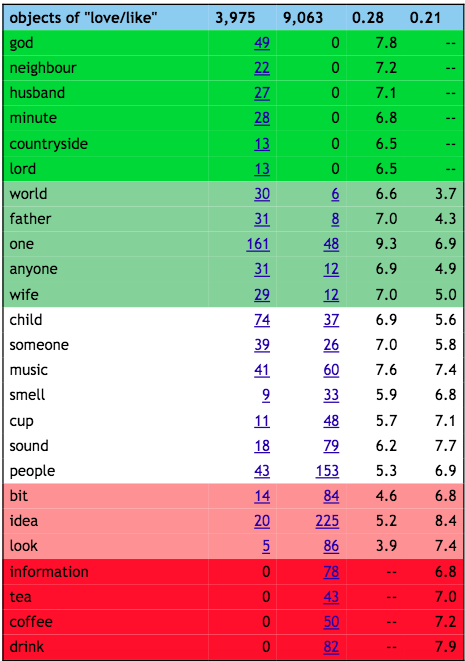 objects of "love/like" 3,975 9,063 0.28 0.21
god 49 0 7.8 --
neighbour 22 0 7.2 --
husband 27 0 7.1 --
minute 28 0 6.8 --
countryside 13 0 6.5 --
lord 13 0 6.5 --
world 30 6 6.6 3.7
father 31 8 7.0 4.3
one 161 48 9.3 6.9
anyone 31 12 6.9 4.9
wife 29 12 7.0 5.0
child 74 37 6.9 5.6
someone 39 26 7.0 5.8
music 41 60 7.6 7.4
smell 9 33 5.9 6.8
cup 11 48 5.7 7.1
sound 18 79 6.2 7.7
people 43 153 5.3 6.9
bit 14 84 4.6 6.8
idea 20 225 5.2 8.4
look 5 86 3.9 7.4
information 0 78 -- 6.8
tea 0 43 -- 7.0
coffee 0 50 -- 7.2
drink 0 82 -- 7.9